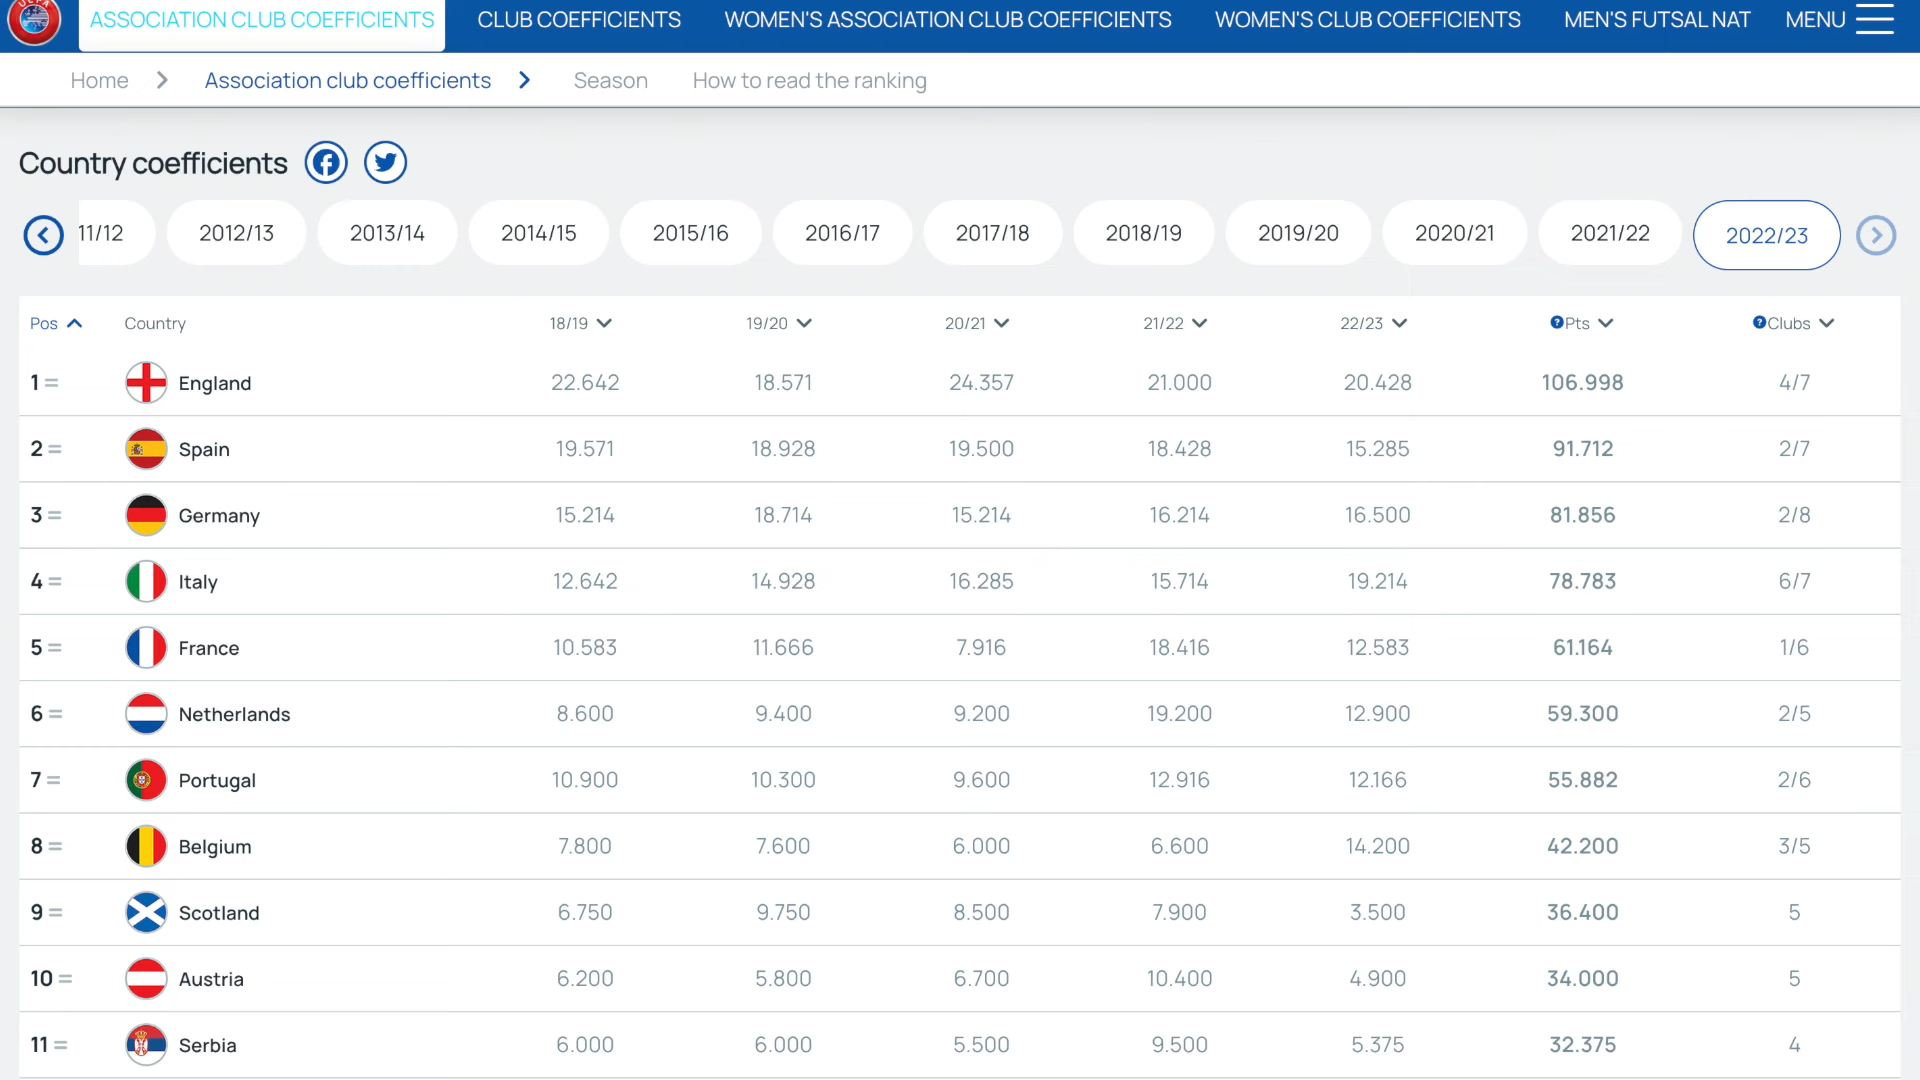 UEFA
ASSOCIATION CLUB COEFFICIENTS CLUB COEFFICIENTS WOMEN'S ASSOCIATION CLUB COEFFICIENTS WOMEN'S CLUB COEFFICIENTS MEN'S FUTSAL NAT MENU
Home Association club coefficients Season How to read the ranking
Country coefficients
11/12 2012/13 2013/14 2014/15 2015/16 2016/17 2017/18 2018/19 2019/20 2020/21 2021/22 2022/23
Pos Country 18/19 19/20 20/21 21/22 22/23 ? Pts ? Clubs
1 = England 22.642 18.571 24.357 21.000 20.428 106.998 4/7
2 = Spain 19.571 18.928 19.500 18.428 15.285 91.712 2/7
3 = Germany 15.214 18.714 15.214 16.214 16.500 81.856 2/8
4 = Italy 12.642 14.928 16.285 15.714 19.214 78.783 6/7
5 = France 10.583 11.666 7.916 18.416 12.583 61.164 1/6
6 = Netherlands 8.600 9.400 9.200 19.200 12.900 59.300 2/5
7 = Portugal 10.900 10.300 9.600 12.916 12.166 55.882 2/6
8 = Belgium 7.800 7.600 6.000 6.600 14.200 42.200 3/5
9 = Scotland 6.750 9.750 8.500 7.900 3.500 36.400 5
10 = Austria 6.200 5.800 6.700 10.400 4.900 34.000 5
11 = Serbia 6.000 6.000 5.500 9.500 5.375 32.375 4